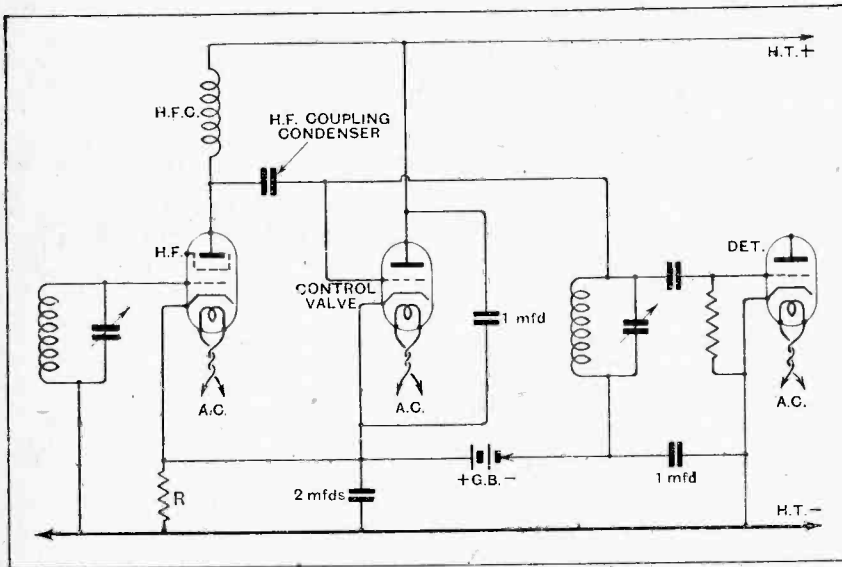 H.T.+
H.F.C.
H.F. COUPLING
CONDENSER
H.F.
CONTROL
VALVE
DET.
1 mfd
A.C.
A.C.
A.C.
R
2 mfds
+G.B.-
1 mfd
H.T.-